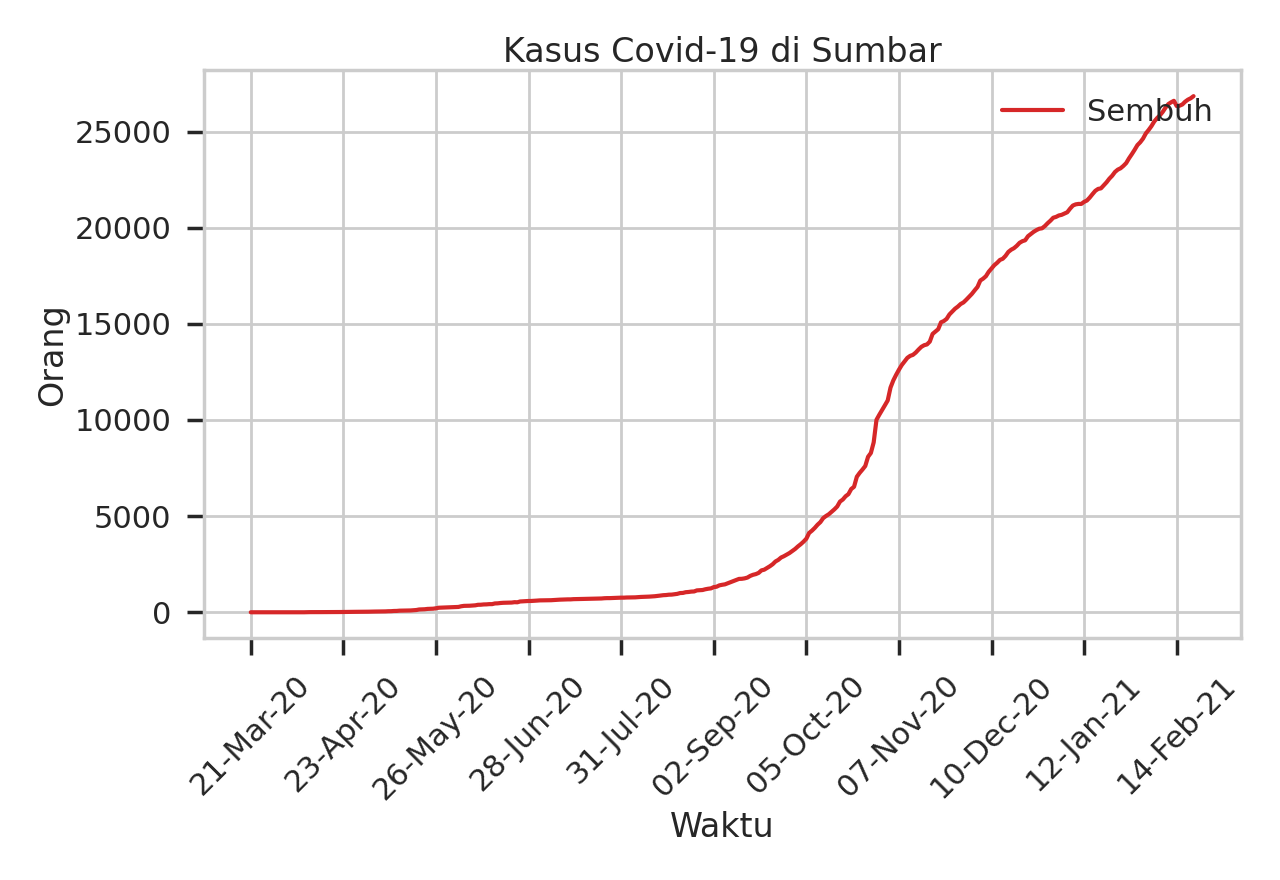 Kasus Covid-19 di Sumbar
Sembuh
Orang
25000
20000
15000
10000
5000
0
21-Mar-20
23-Apr-20
26-May-20
28-Jun-20
31-Jul-20
02-Sep-20
05-Oct-20
07-Nov-20
10-Dec-20
12-Jan-21
14-Feb-21
Waktu